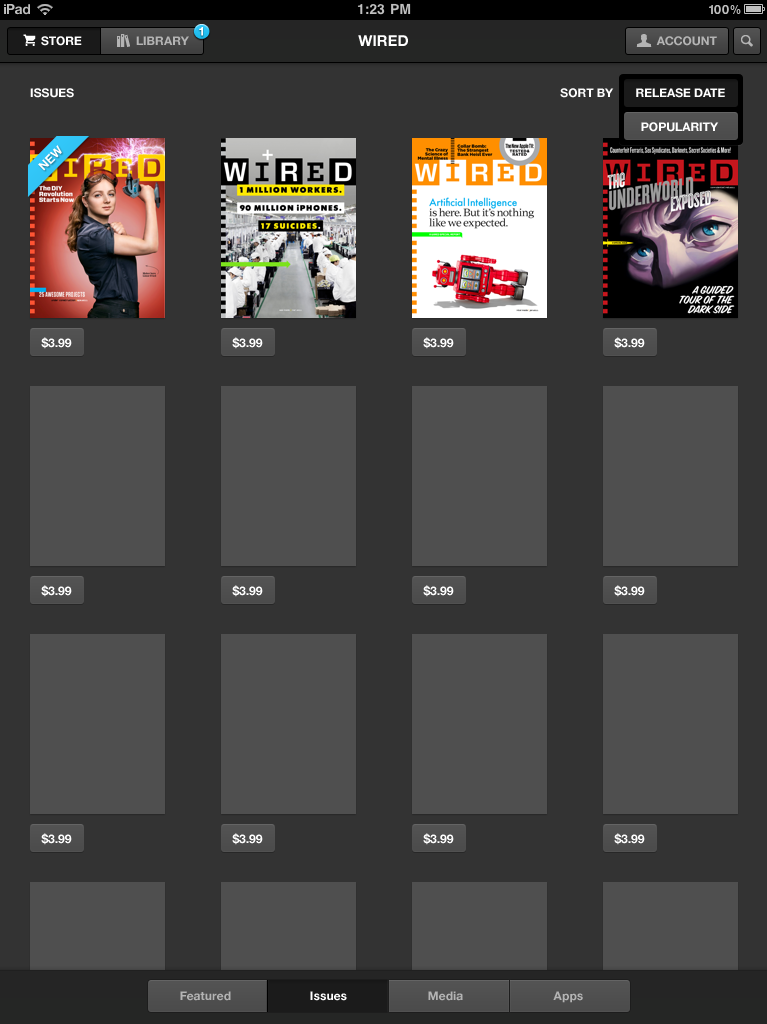 iPad 1:23 PM 100%
STORE LIBRARY 1 WIRED ACCOUNT
ISSUES SORT BY RELEASE DATE
POPULARITY
NEW
WIRED
The DIY
Revolution
Starts Now
25 AWESOME PROJECTS
WIRED
1 MILLION WORKERS.
90 MILLION iPHONES.
17 SUICIDES.
The Crazy
Science of
Mental Illness
Collar Bomb:
The Strangest
Bank Heist Ever
The New Apple TV:
TESTED &
RATED
WIRED
Artificial Intelligence
is here. But it's nothing
like we expected.
Counterfeit Ferraris, Sex Syndicates, Darknets, Secret Societies & More!
WIRED
THE
UNDERWORLD
EXPOSED
A GUIDED
TOUR OF THE
DARK SIDE
$3.99 $3.99 $3.99 $3.99
$3.99 $3.99 $3.99 $3.99
$3.99 $3.99 $3.99 $3.99
Featured Issues Media Apps